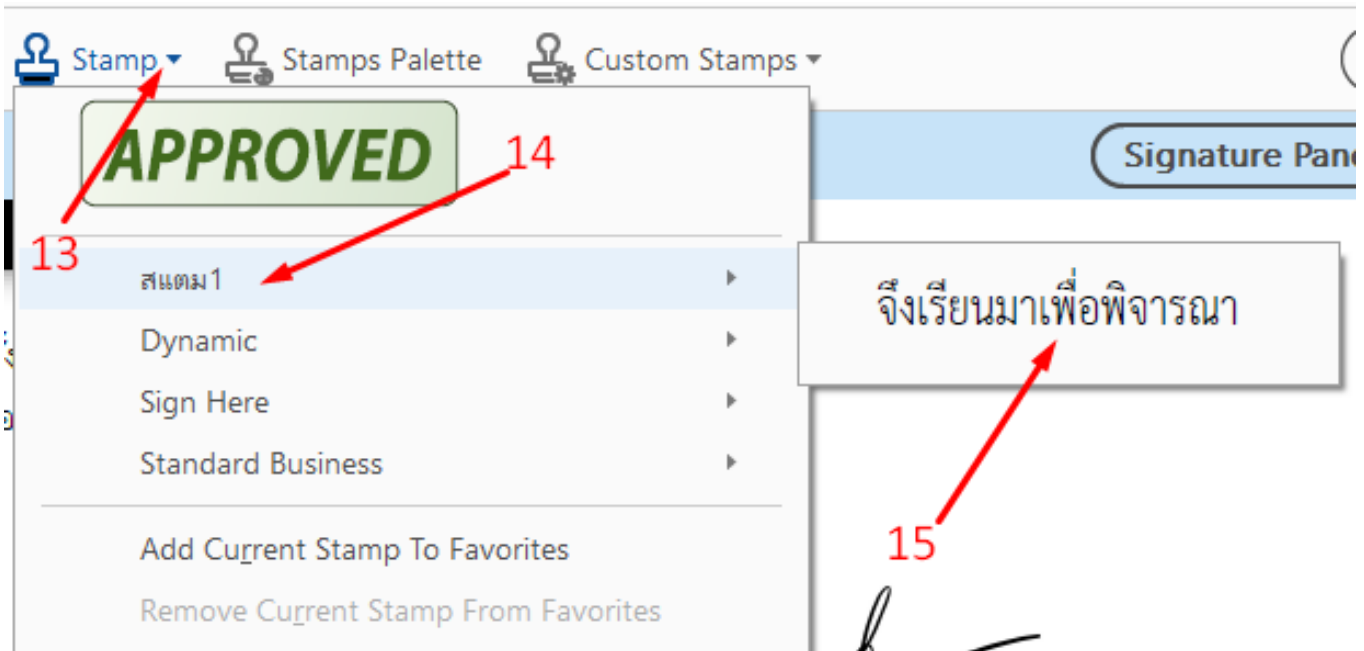 Stamp Stamps Palette Custom Stamps
APPROVED
14
Signature Pan
13
สแตม1
จึงเรียนมาเพื่อพิจารณา
Dynamic
Sign Here
Standard Business
15
Add Current Stamp To Favorites
Remove Current Stamp From Favorites